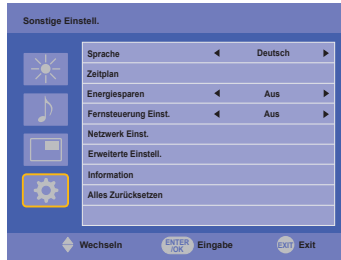 Sonstige Einstell.
Sprache Deutsch
Zeitplan
Energiesparen Aus
Fernsteuerung Einst. Aus
Netzwerk Einst.
Erweiterte Einstell.
Information
Alles Zurücksetzen
Wechseln ENTER /OK Eingabe EXIT Exit